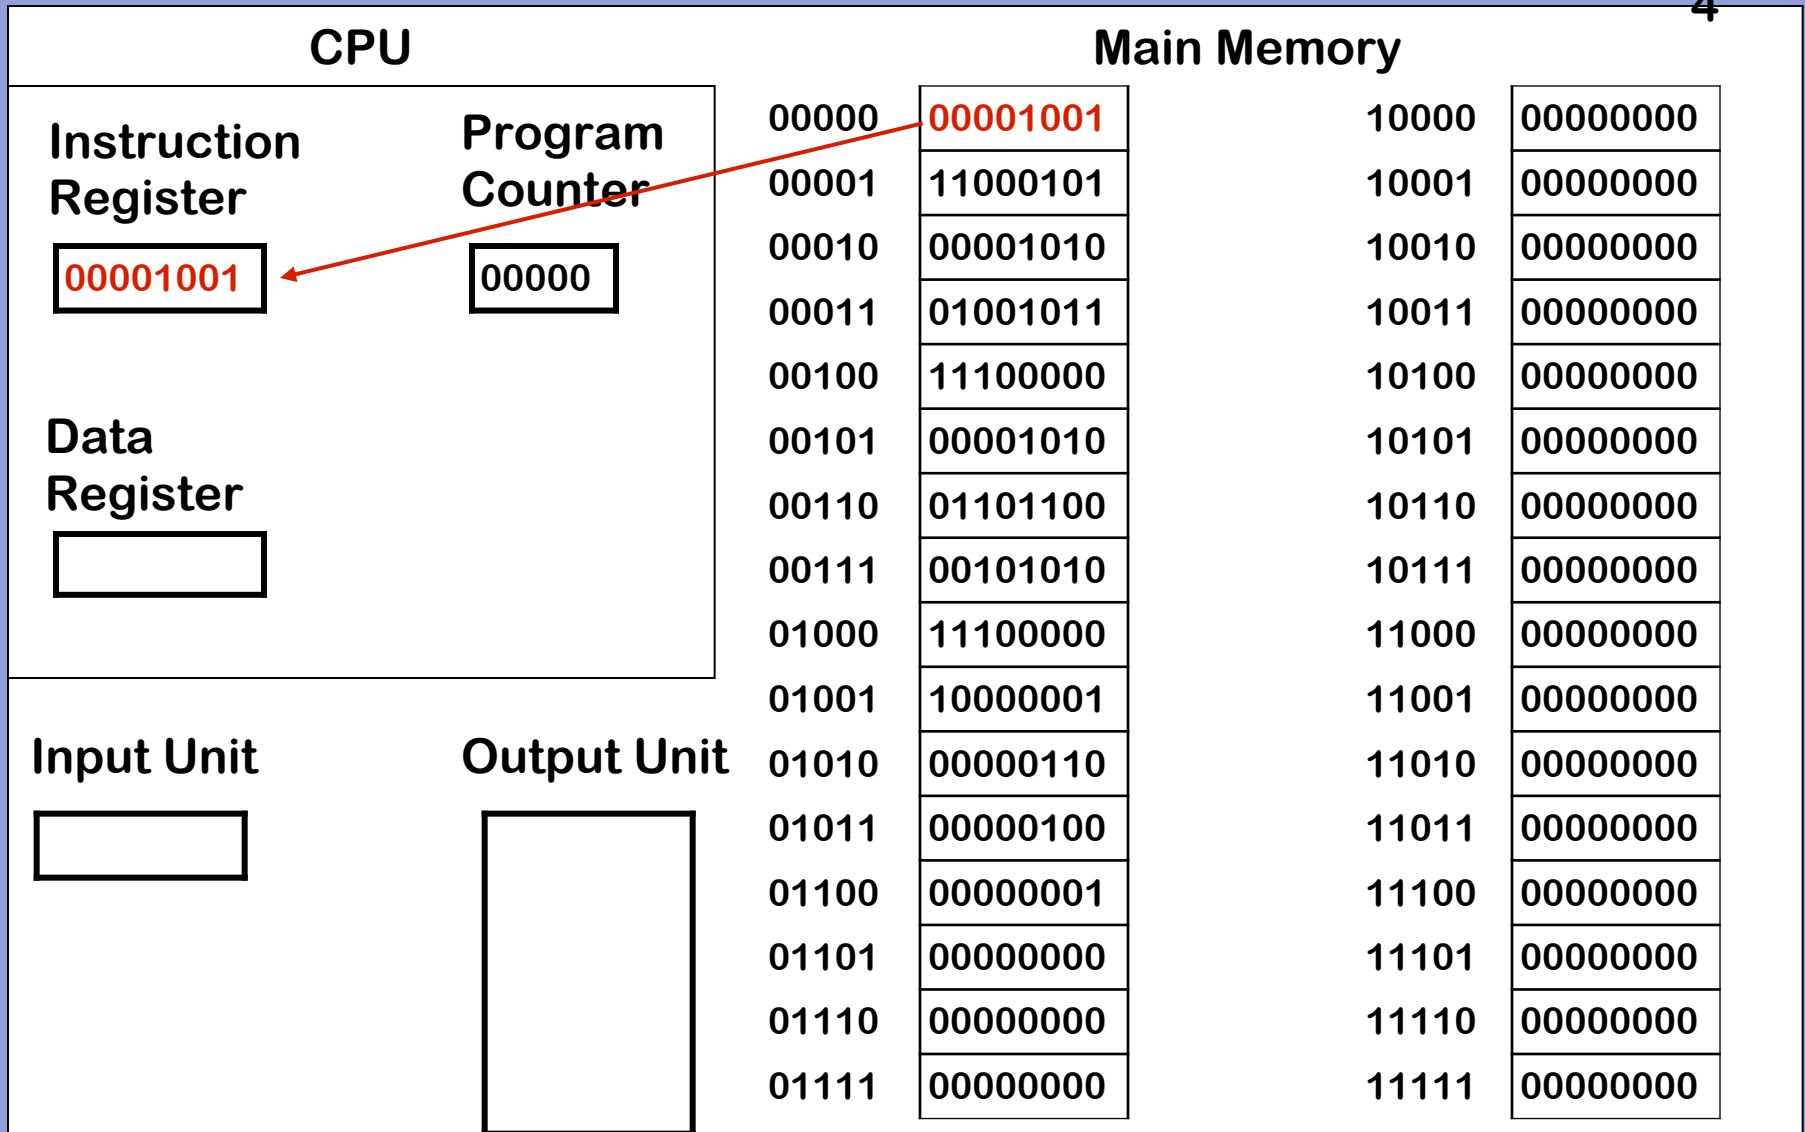 4
CPU
Main Memory
Instruction
Register
Program
Counter
00001001
00000
Data
Register
Input Unit
Output Unit
00000 00001001 10000 00000000
00001 11000101 10001 00000000
00010 00001010 10010 00000000
00011 01001011 10011 00000000
00100 11100000 10100 00000000
00101 00001010 10101 00000000
00110 01101100 10110 00000000
00111 00101010 10111 00000000
01000 11100000 11000 00000000
01001 10000001 11001 00000000
01010 00000110 11010 00000000
01011 00000100 11011 00000000
01100 00000001 11100 00000000
01101 00000000 11101 00000000
01110 00000000 11110 00000000
01111 00000000 11111 00000000